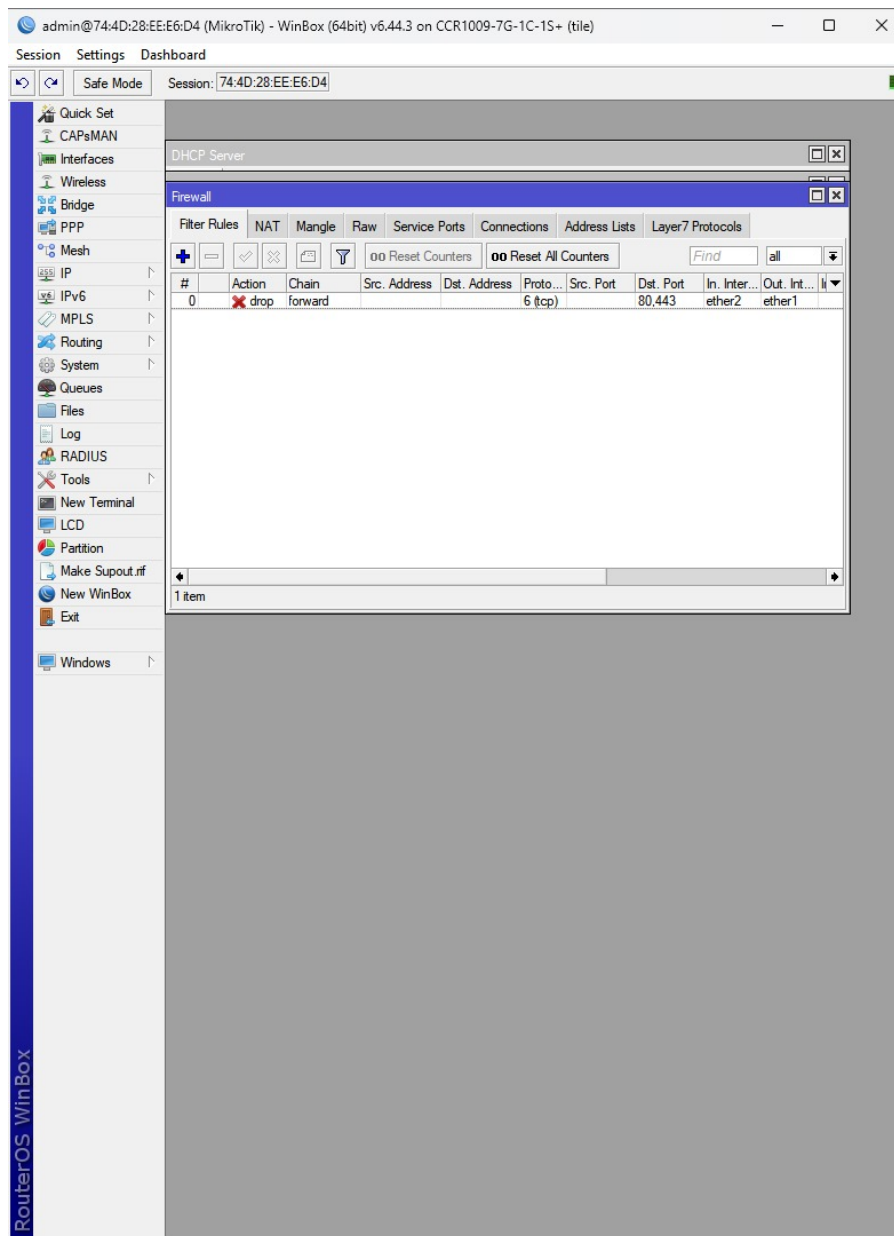 admin@74:4D:28:EE:E6:D4 (MikroTik) - WinBox (64bit) v6.44.3 on CCR1009-7G-1C-1S+ (tile)
Session Settings Dashboard
Safe Mode Session: 74:4D:28:EE:E6:D4
Quick Set
CAPsMAN
Interfaces
Wireless
Bridge
PPP
Mesh
IP
IPv6
MPLS
Routing
System
Queues
Files
Log
RADIUS
Tools
New Terminal
LCD
Partition
Make Supout.rif
New WinBox
Exit
Windows
RouterOS WinBox
DHCP Server
Firewall
Filter Rules NAT Mangle Raw Service Ports Connections Address Lists Layer7 Protocols
00 Reset Counters 00 Reset All Counters Find all
# Action Chain Src. Address Dst. Address Proto... Src. Port Dst. Port In. Inter... Out. Int...
0 drop forward 6 (tcp) 80,443 ether2 ether1
1 item